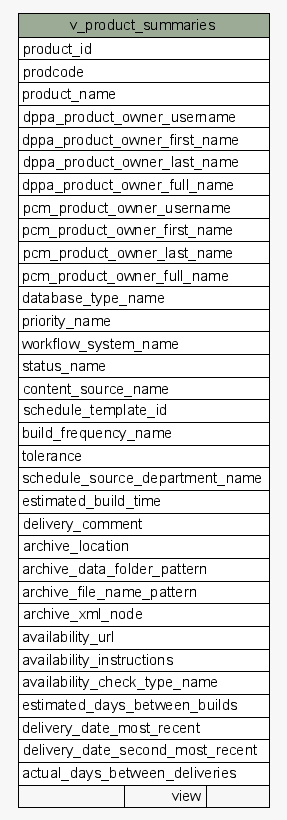 v_product_summaries
product_id
prodcode
product_name
dppa_product_owner_username
dppa_product_owner_first_name
dppa_product_owner_last_name
dppa_product_owner_full_name
pcm_product_owner_username
pcm_product_owner_first_name
pcm_product_owner_last_name
pcm_product_owner_full_name
database_type_name
priority_name
workflow_system_name
status_name
content_source_name
schedule_template_id
build_frequency_name
tolerance
schedule_source_department_name
estimated_build_time
delivery_comment
archive_location
archive_data_folder_pattern
archive_file_name_pattern
archive_xml_node
availability_url
availability_instructions
availability_check_type_name
estimated_days_between_builds
delivery_date_most_recent
delivery_date_second_most_recent
actual_days_between_deliveries
view